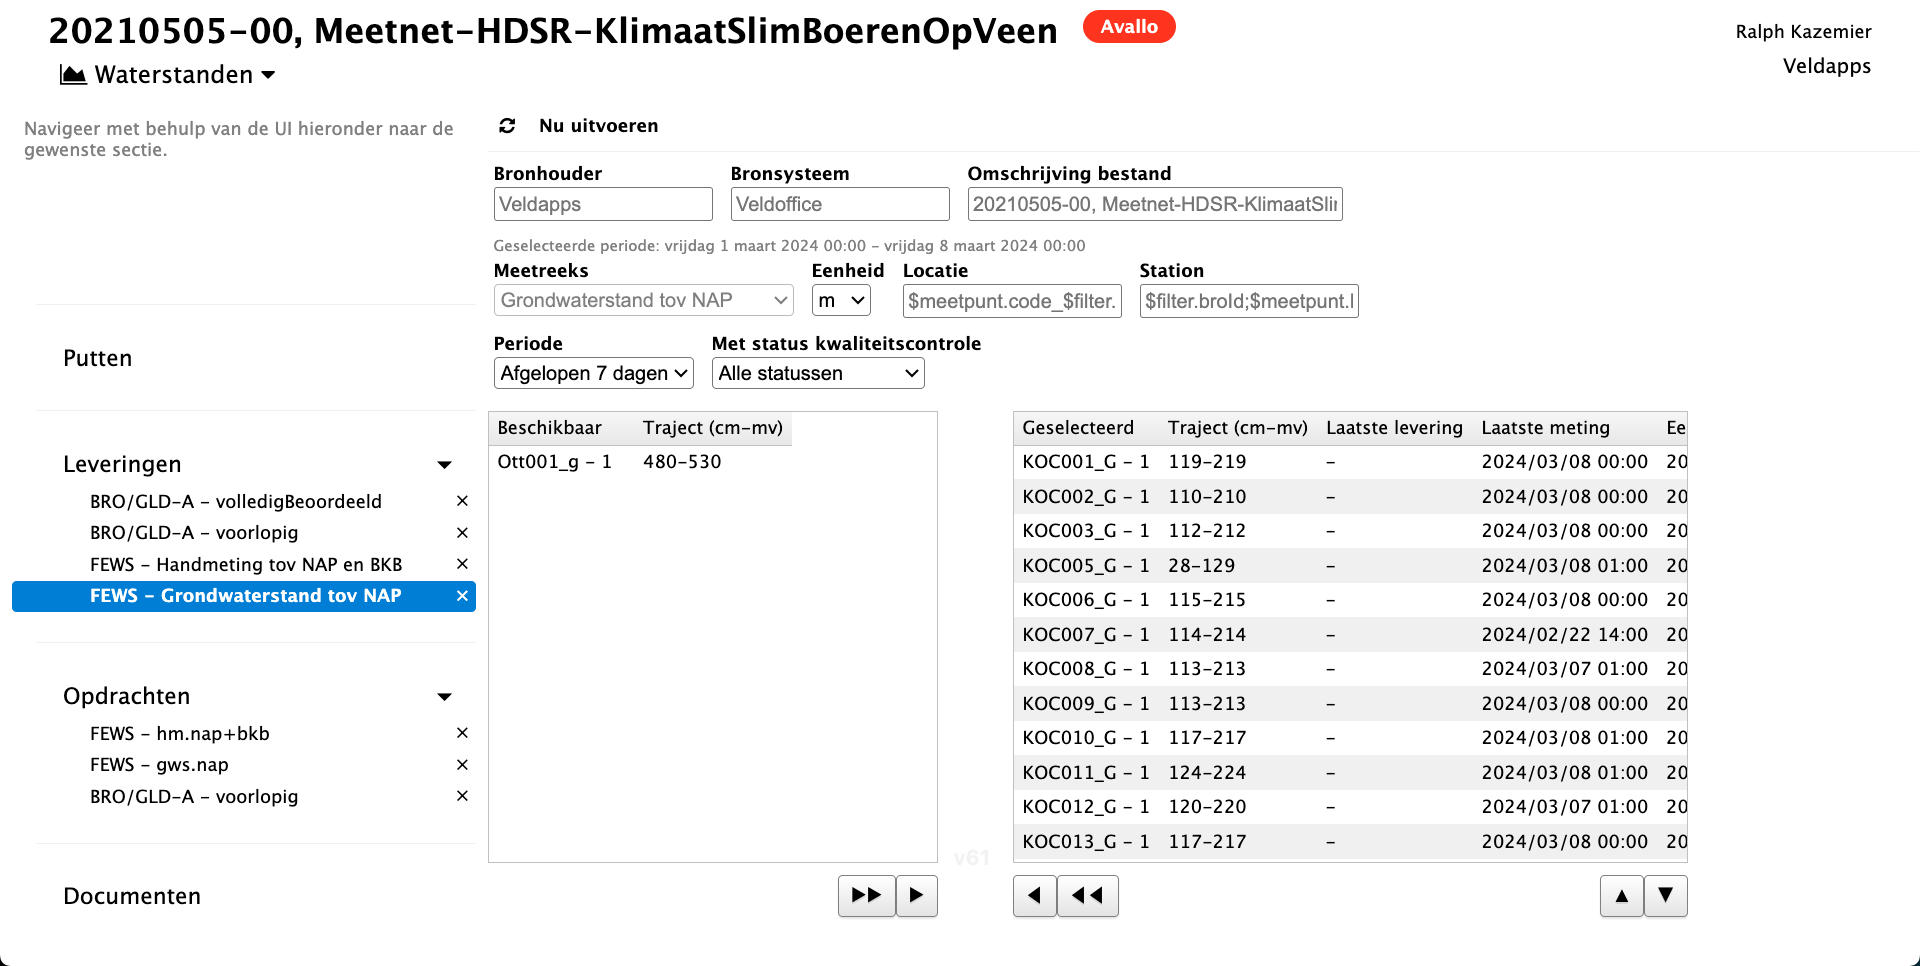 20210505-00, Meetnet-HDSR-KlimaatSlimBoerenOpVeen Avallo
Ralph Kazemier
Waterstanden
Veldapps
Navigeer met behulp van de UI hieronder naar de
gewenste sectie.
Putten
Leveringen
BRO/GLD-A - volledigBeoordeeld ×
BRO/GLD-A - voorlopig ×
FEWS - Handmeting tov NAP en BKB ×
FEWS - Grondwaterstand tov NAP ×
Opdrachten
FEWS - hm.nap+bkb ×
FEWS - gws.nap ×
BRO/GLD-A - voorlopig ×
Documenten
Nu uitvoeren
Bronhouder Bronsysteem Omschrijving bestand
Veldapps Veldoffice 20210505-00, Meetnet-HDSR-KlimaatSli
Geselecteerde periode: vrijdag 1 maart 2024 00:00 - vrijdag 8 maart 2024 00:00
Meetreeks Eenheid Locatie Station
Grondwaterstand tov NAP m $meetpunt.code_$filter. $filter.broId;$meetpunt.
Periode Met status kwaliteitscontrole
Afgelopen 7 dagen Alle statussen
Beschikbaar Traject (cm-mv)
Ott001_g - 1 480-530
v61
Geselecteerd Traject (cm-mv) Laatste levering Laatste meting Ee
KOC001_G - 1 119-219 - 2024/03/08 00:00 20
KOC002_G - 1 110-210 - 2024/03/08 00:00 20
KOC003_G - 1 112-212 - 2024/03/08 00:00 20
KOC005_G - 1 28-129 - 2024/03/08 01:00 20
KOC006_G - 1 115-215 - 2024/03/08 00:00 20
KOC007_G - 1 114-214 - 2024/02/22 14:00 20
KOC008_G - 1 113-213 - 2024/03/07 01:00 20
KOC009_G - 1 113-213 - 2024/03/08 00:00 20
KOC010_G - 1 117-217 - 2024/03/08 01:00 20
KOC011_G - 1 124-224 - 2024/03/08 01:00 20
KOC012_G - 1 120-220 - 2024/03/07 01:00 20
KOC013_G - 1 117-217 - 2024/03/08 00:00 20